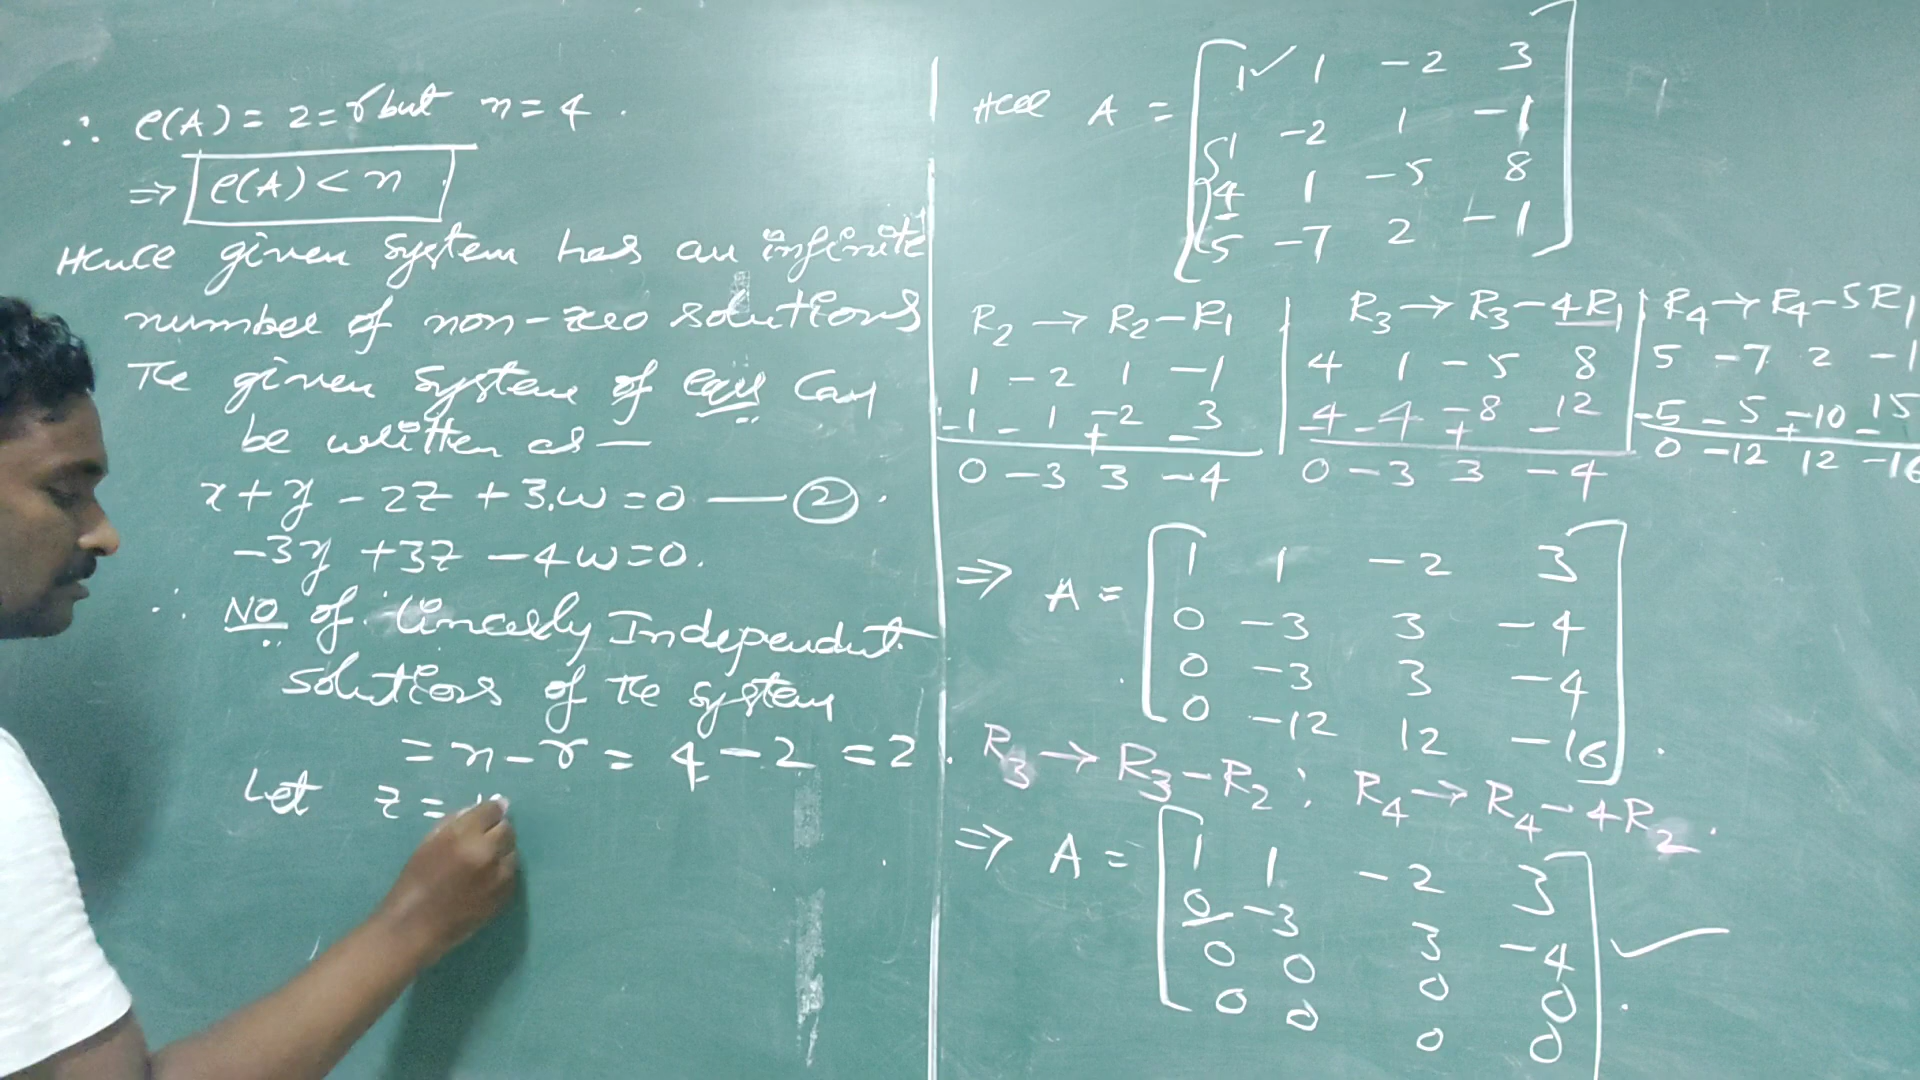 ∴ ρ(A) = 2 = r but n = 4 .
⇒ ρ(A) < n
Hence given system has an infinite
number of non-zero solutions
The given system of eqns can
be written as —
x + y - 2z + 3.w = 0 — ② .
-3y + 3z - 4w = 0.
∴ NO of Linearly Independent
solutions of the system
= n - r = 4 - 2 = 2 .
Let z =
Here A =
1 ✓ 1 -2 3
1 -2 1 -1
4 1 -5 8
5 -7 2 -1
R2 → R2 - R1
1 -2 1 -1
-1 - 1 +-2 - 3
0 -3 3 -4
R3 → R3 - 4R1
4 1 -5 8
-4 - 4 +-8 - 12
0 -3 3 -4
R4 → R4 - 5R1
5 -7 2 -1
-5 - 5 +-10 - 15
0 -12 12 -16
⇒ A =
1 1 -2 3
0 -3 3 -4
0 -3 3 -4
0 -12 12 -16 .
R3 → R3 - R2 ; R4 → R4 - 4R2 .
⇒ A =
1 1 -2 3
0 -3 3 -4 ✓
0 0 0 0
0 0 0 0 .